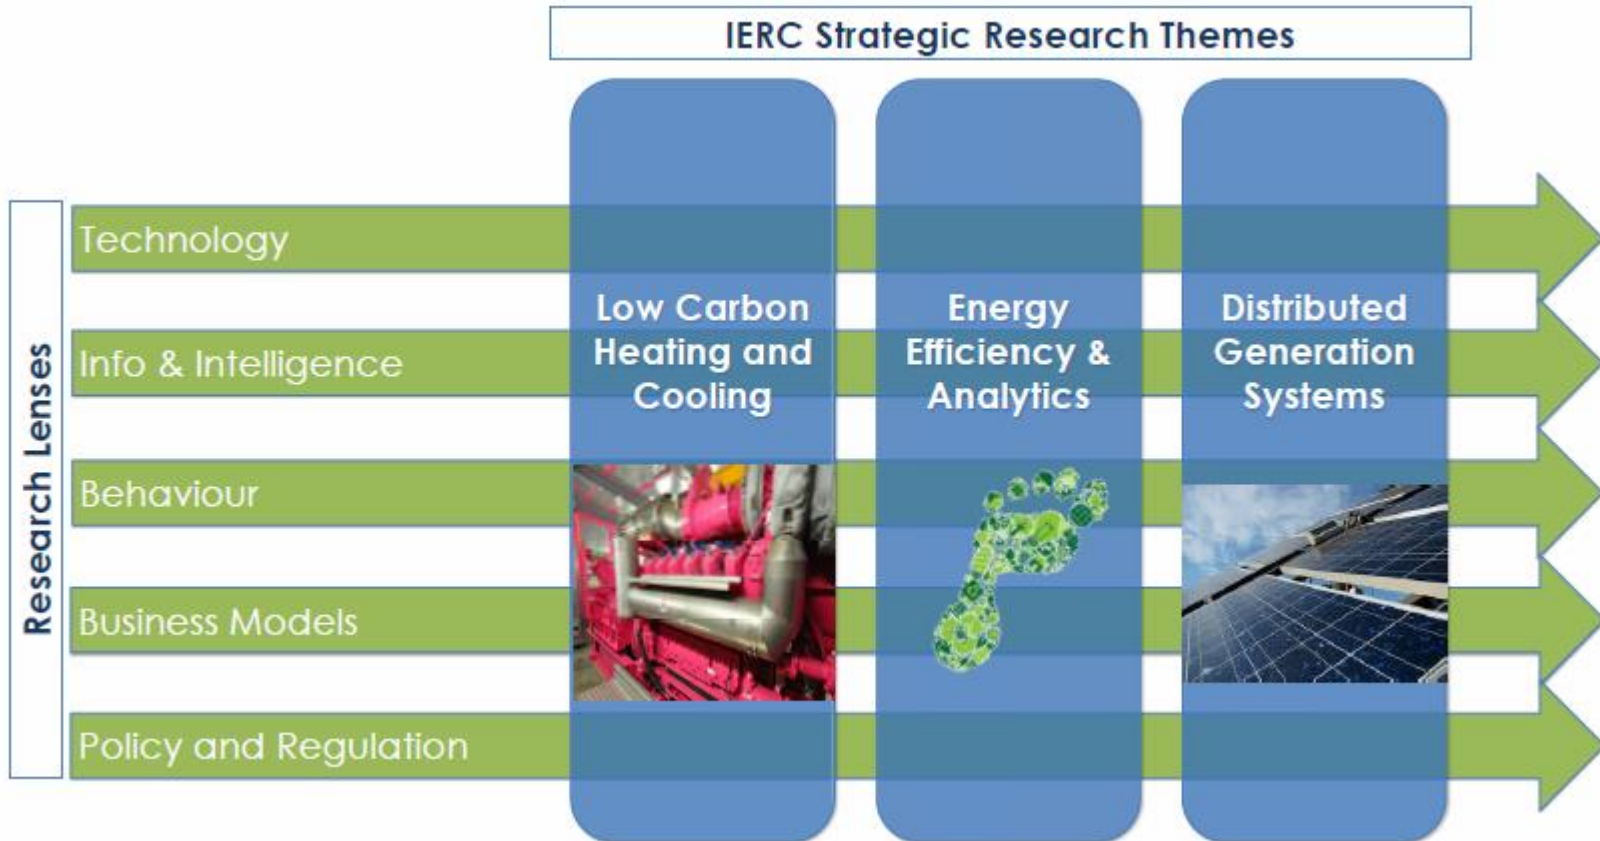 IERC Strategic Research Themes
Research Lenses
Technology
Info & Intelligence
Behaviour
Business Models
Policy and Regulation
Low Carbon
Heating and
Cooling
Energy
Efficiency &
Analytics
Distributed
Generation
Systems